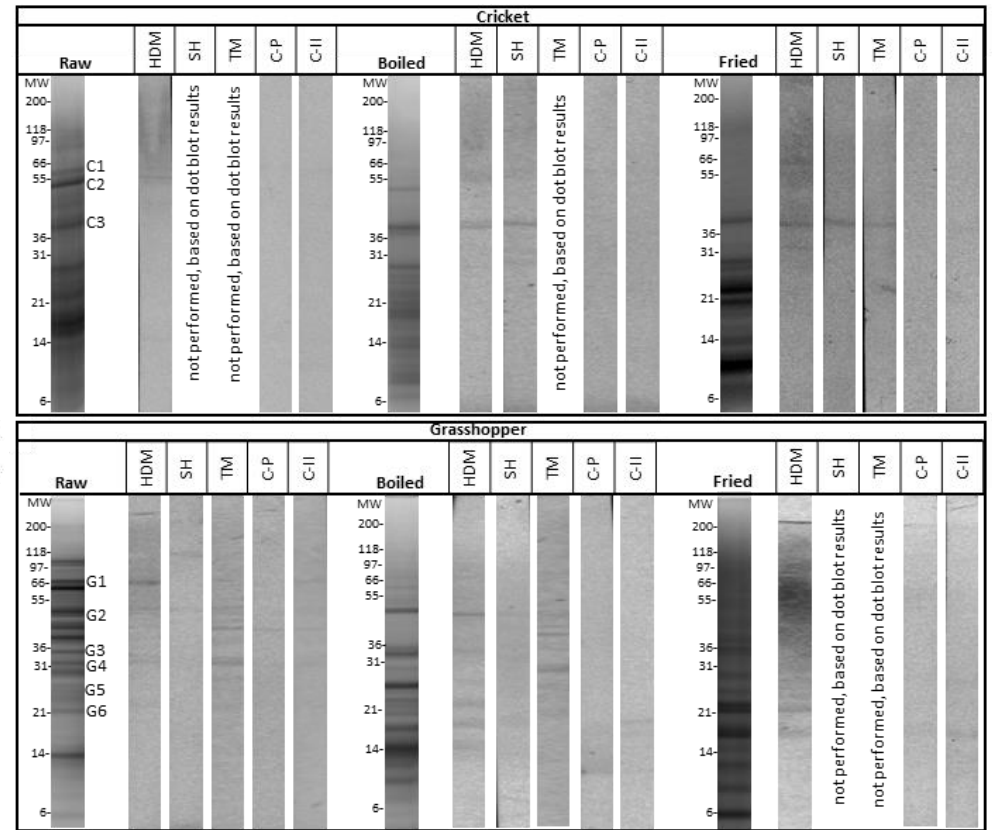 Cricket
Raw HDM SH TM C-P C-II Boiled HDM SH TM C-P C-II Fried HDM SH TM C-P C-II
MW MW MW
200- 200- 200-
118- 118- 118-
97- 97- 97-
66- C1 66- 66-
55- C2 55- 55-
C3
36- 36- 36-
31- 31- 31-
21- 21- 21-
14- 14- 14-
6- 6- 6-
not performed, based on dot blot results
not performed, based on dot blot results
not performed, based on dot blot results
Grasshopper
Raw HDM SH TM C-P C-II Boiled HDM SH TM C-P C-II Fried HDM SH TM C-P C-II
MW MW MW
200- 200- 200-
118- 118- 118-
97- 97- 97-
66- G1 66- 66-
55- 55- 55-
G2
36- G3 36- 36-
31- G4 31- 31-
G5
21- G6 21- 21-
14- 14- 14-
6- 6- 6-
not performed, based on dot blot results
not performed, based on dot blot results